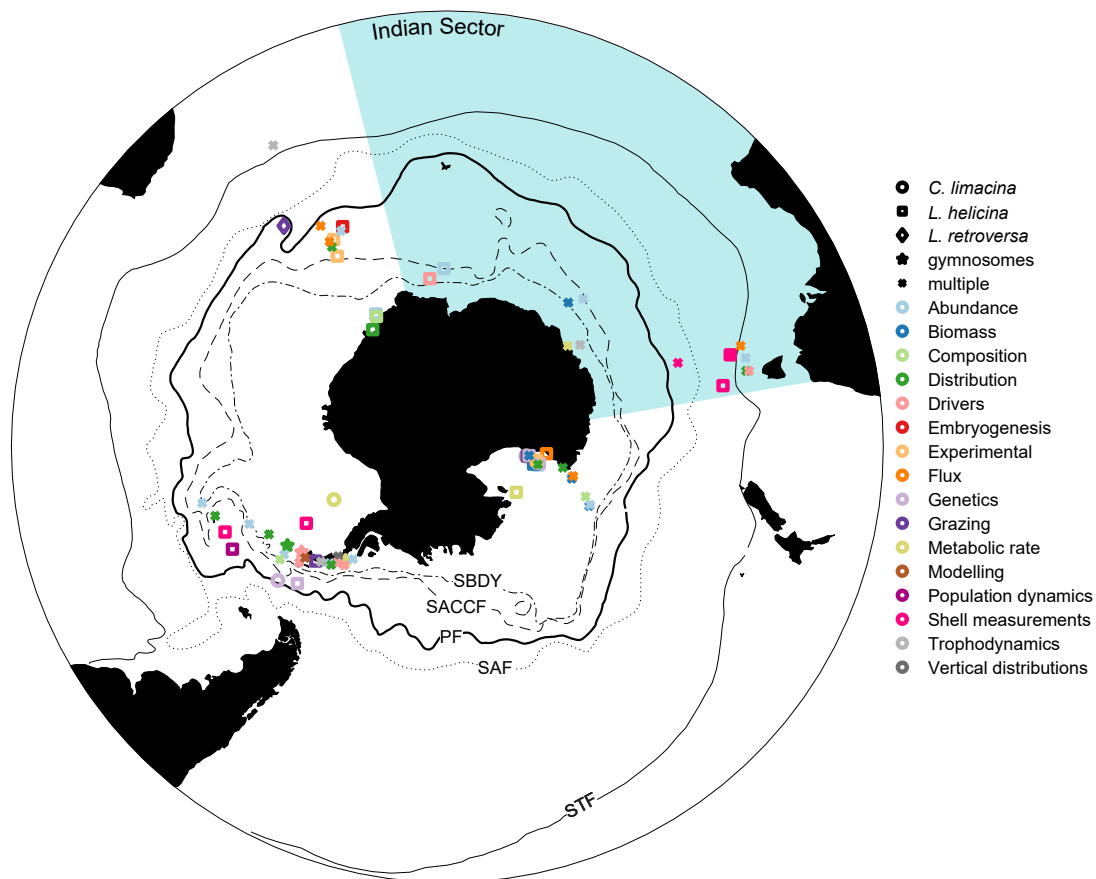 Indian Sector
C. limacina
L. helicina
L. retroversa
gymnosomes
multiple
Abundance
Biomass
Composition
Distribution
Drivers
Embryogenesis
Experimental
Flux
Genetics
Grazing
Metabolic rate
Modelling
Population dynamics
Shell measurements
Trophodynamics
Vertical distributions
SBDY
SACCF
PF
SAF
STF